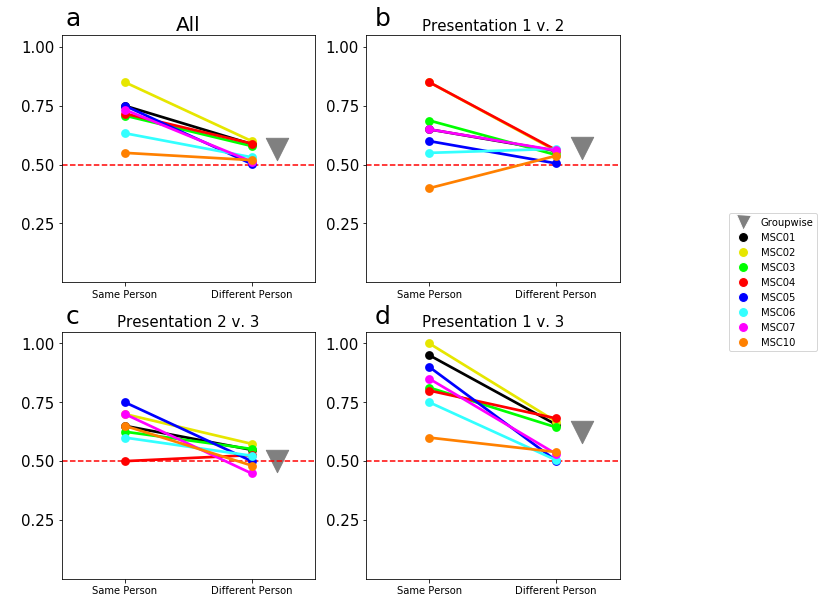 a
All
1.00
0.75
0.50
0.25
Same Person
Different Person
b
Presentation 1 v. 2
1.00
0.75
0.50
0.25
Same Person
Different Person
c
Presentation 2 v. 3
1.00
0.75
0.50
0.25
Same Person
Different Person
d
Presentation 1 v. 3
1.00
0.75
0.50
0.25
Same Person
Different Person
Groupwise
MSC01
MSC02
MSC03
MSC04
MSC05
MSC06
MSC07
MSC10